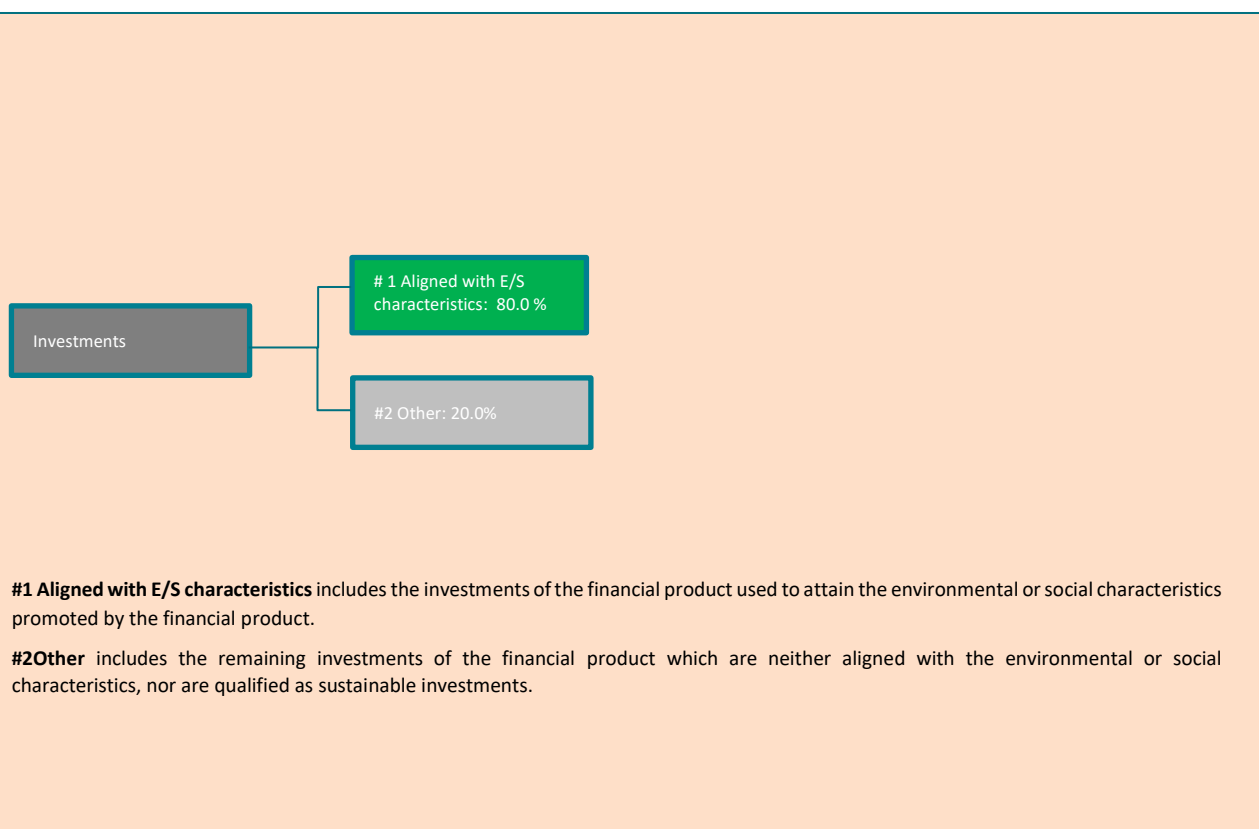 # 1 Aligned with E/S
characteristics: 80.0 %
Investments
#2 Other: 20.0%
#1 Aligned with E/S characteristics includes the investments of the financial product used to attain the environmental or social characteristics
promoted by the financial product.
#2Other includes the remaining investments of the financial product which are neither aligned with the environmental or social
characteristics, nor are qualified as sustainable investments.